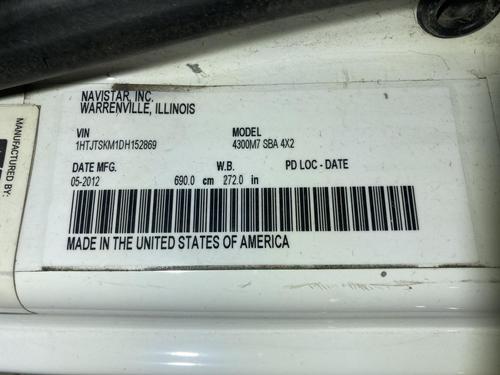 NAVISTAR, INC.
WARRENVILLE, ILLINOIS
VIN MODEL
1HTJTSKM1DH152869 4300M7 SBA 4X2
DATE MFG. W.B. PD LOC - DATE
05-2012 690.0 cm 272.0 in
MADE IN THE UNITED STATES OF AMERICA
MANUFACTURED BY: